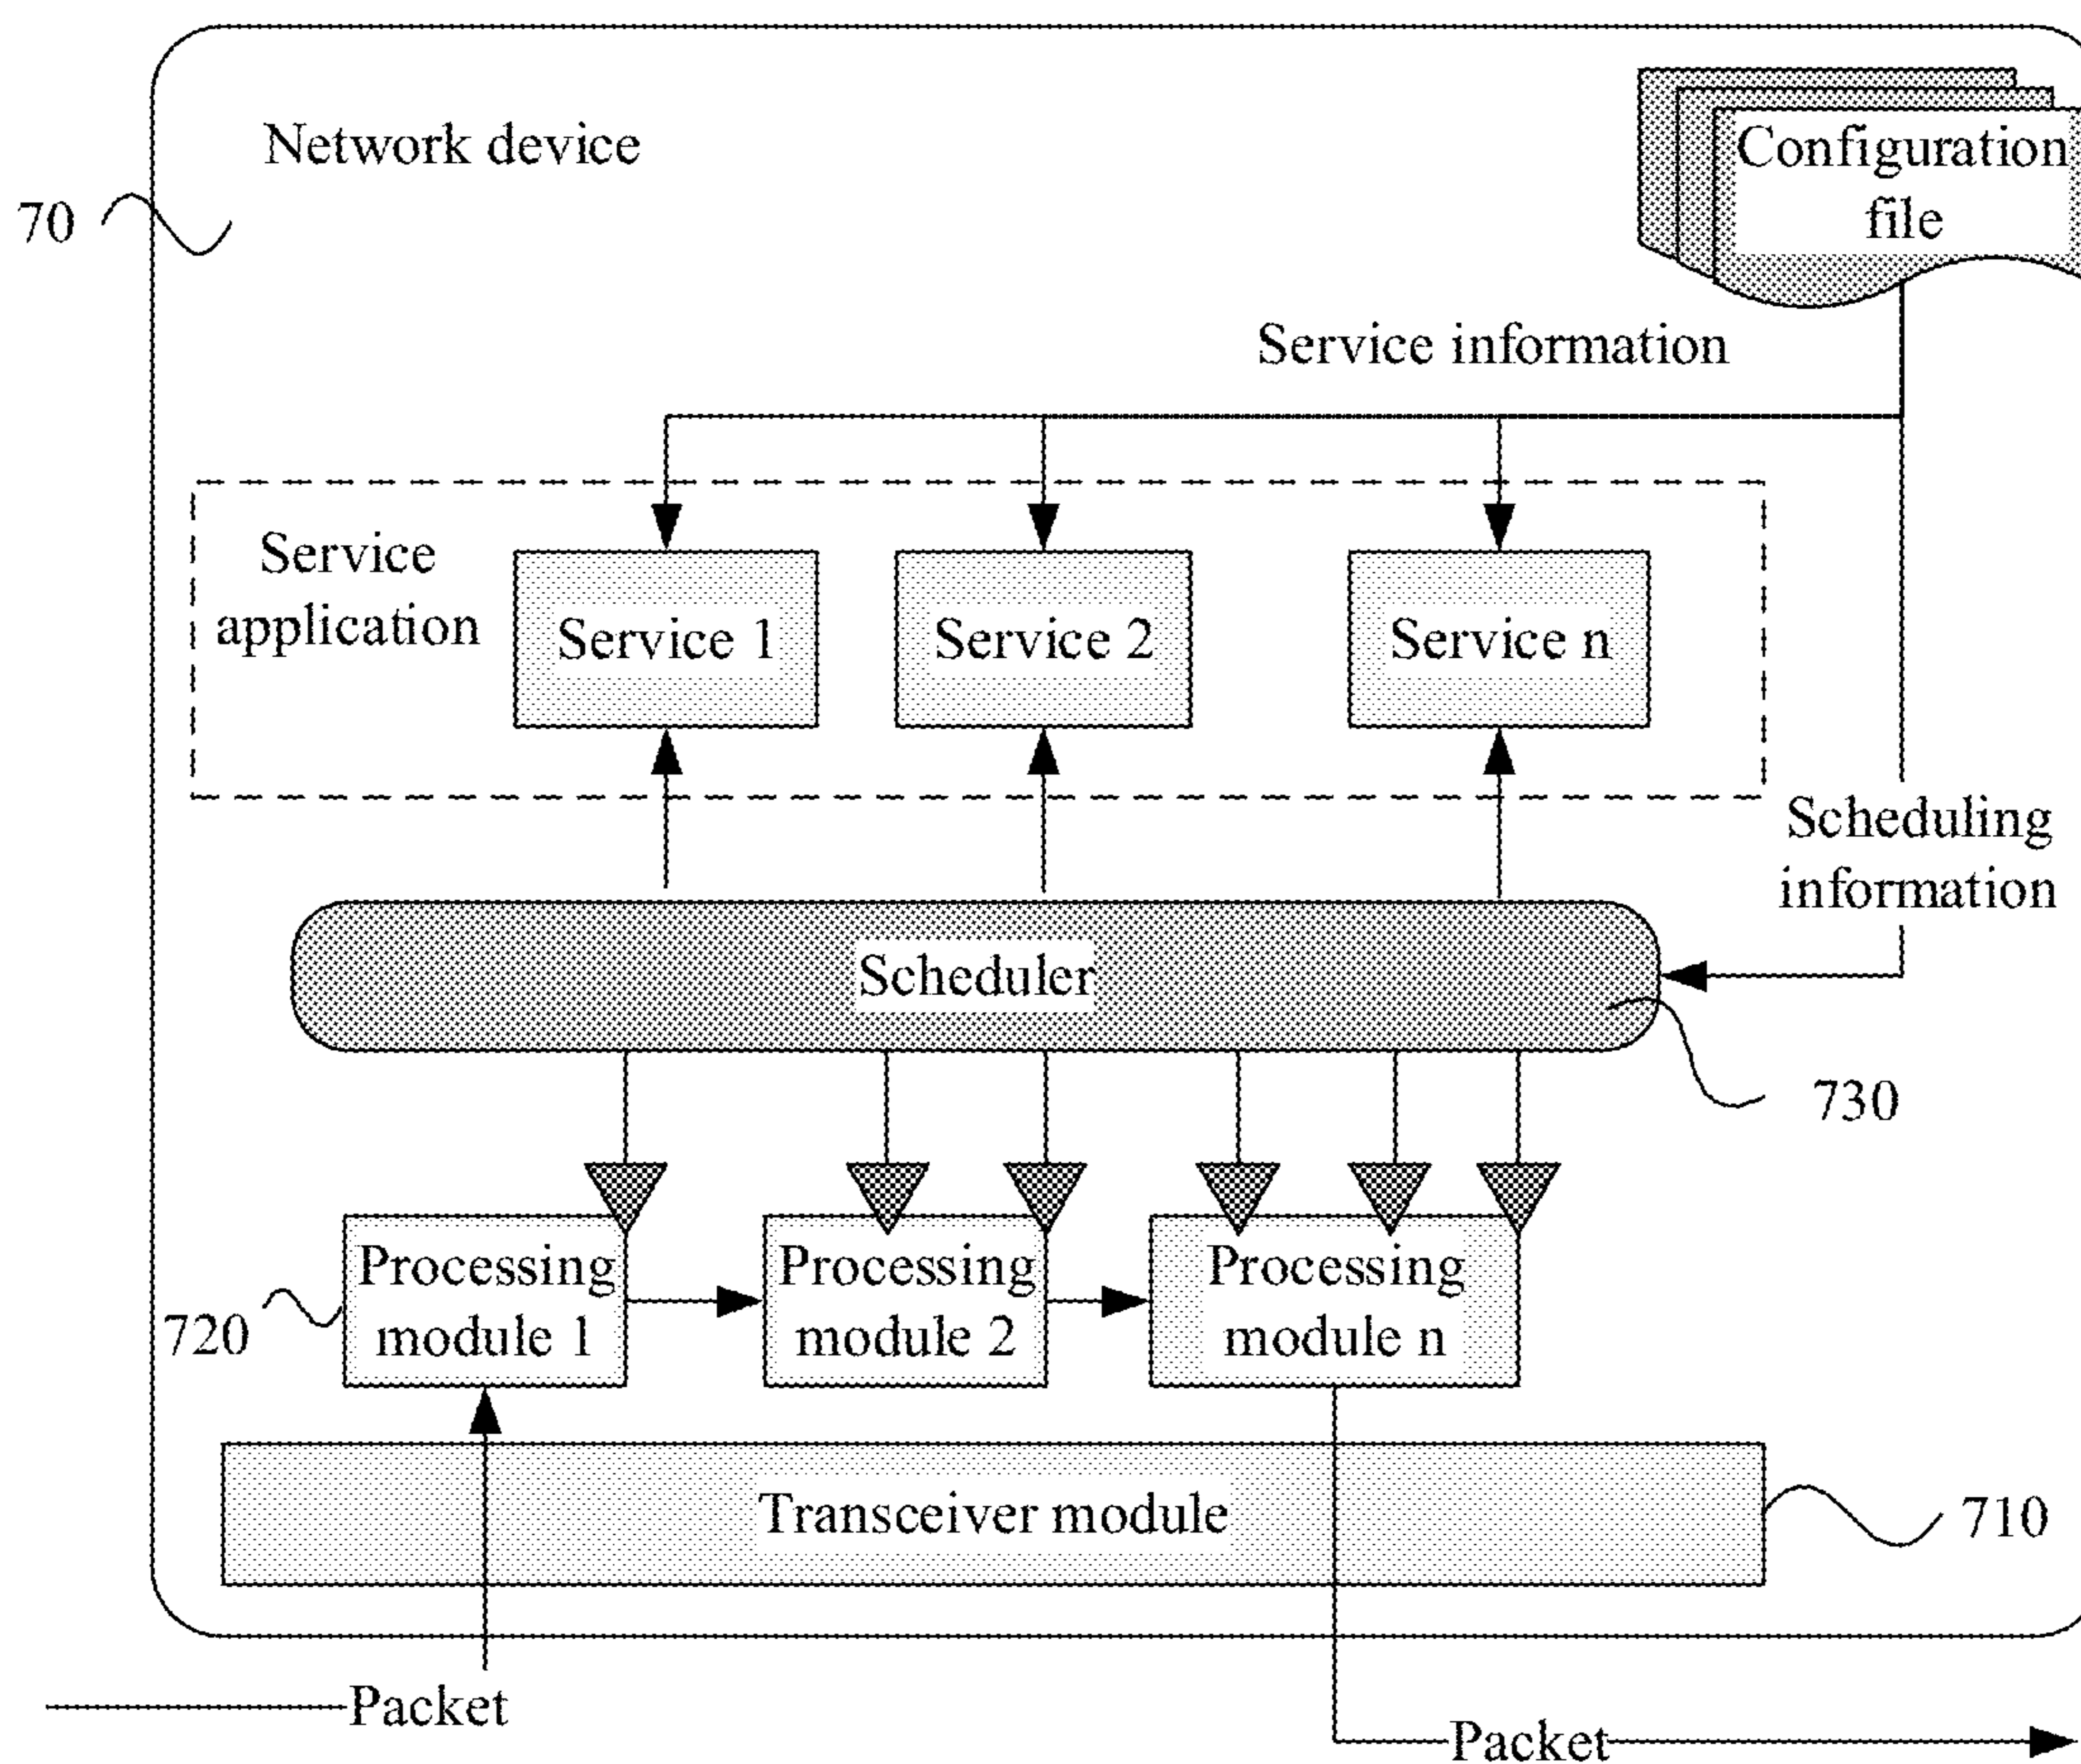 Network device
70
Configuration
file
Service information
Service
application
Service 1
Service 2
Service n
Scheduling
information
Scheduler
730
Processing
module 1
Processing
module 2
Processing
module n
720
Transceiver module
710
Packet
Packet